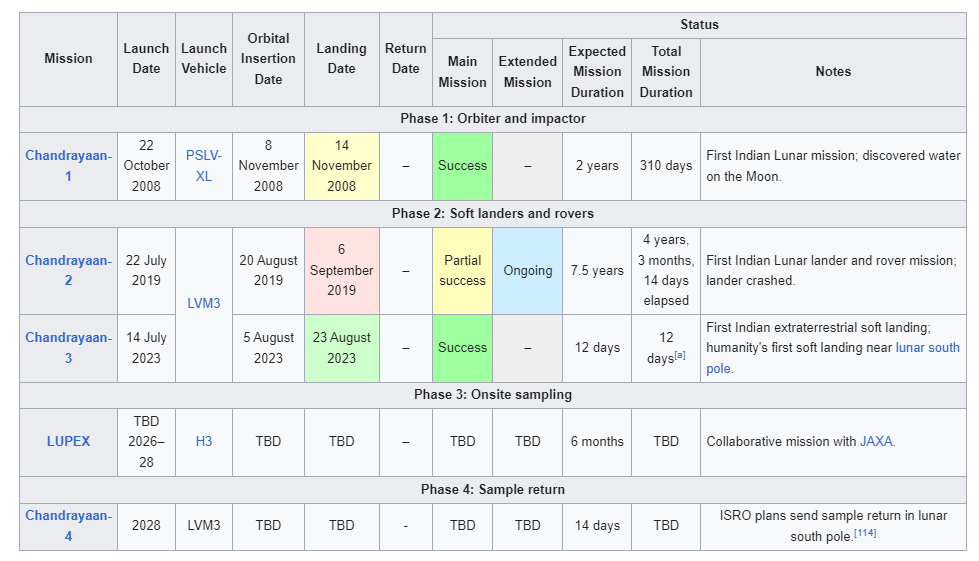 Mission
Launch
Date
Launch
Vehicle
Orbital
Insertion
Date
Landing
Date
Return
Date
Status
Main
Mission
Extended
Mission
Expected
Mission
Duration
Total
Mission
Duration
Notes
Phase 1: Orbiter and impactor
Chandrayaan-
1
22
October
2008
PSLV-
XL
8
November
2008
14
November
2008
–
Success
–
2 years
310 days
First Indian Lunar mission; discovered water
on the Moon.
Phase 2: Soft landers and rovers
Chandrayaan-
2
22 July
2019
LVM3
20 August
2019
6
September
2019
–
Partial
success
Ongoing
7.5 years
4 years,
3 months,
14 days
elapsed
First Indian Lunar lander and rover mission;
lander crashed.
Chandrayaan-
3
14 July
2023
5 August
2023
23 August
2023
–
Success
–
12 days
12
days[a]
First Indian extraterrestrial soft landing;
humanity's first soft landing near lunar south
pole.
Phase 3: Onsite sampling
LUPEX
TBD
2026–
28
H3
TBD
TBD
–
TBD
TBD
6 months
TBD
Collaborative mission with JAXA.
Phase 4: Sample return
Chandrayaan-
4
2028
LVM3
TBD
TBD
-
TBD
TBD
14 days
TBD
ISRO plans send sample return in lunar
south pole.[114]